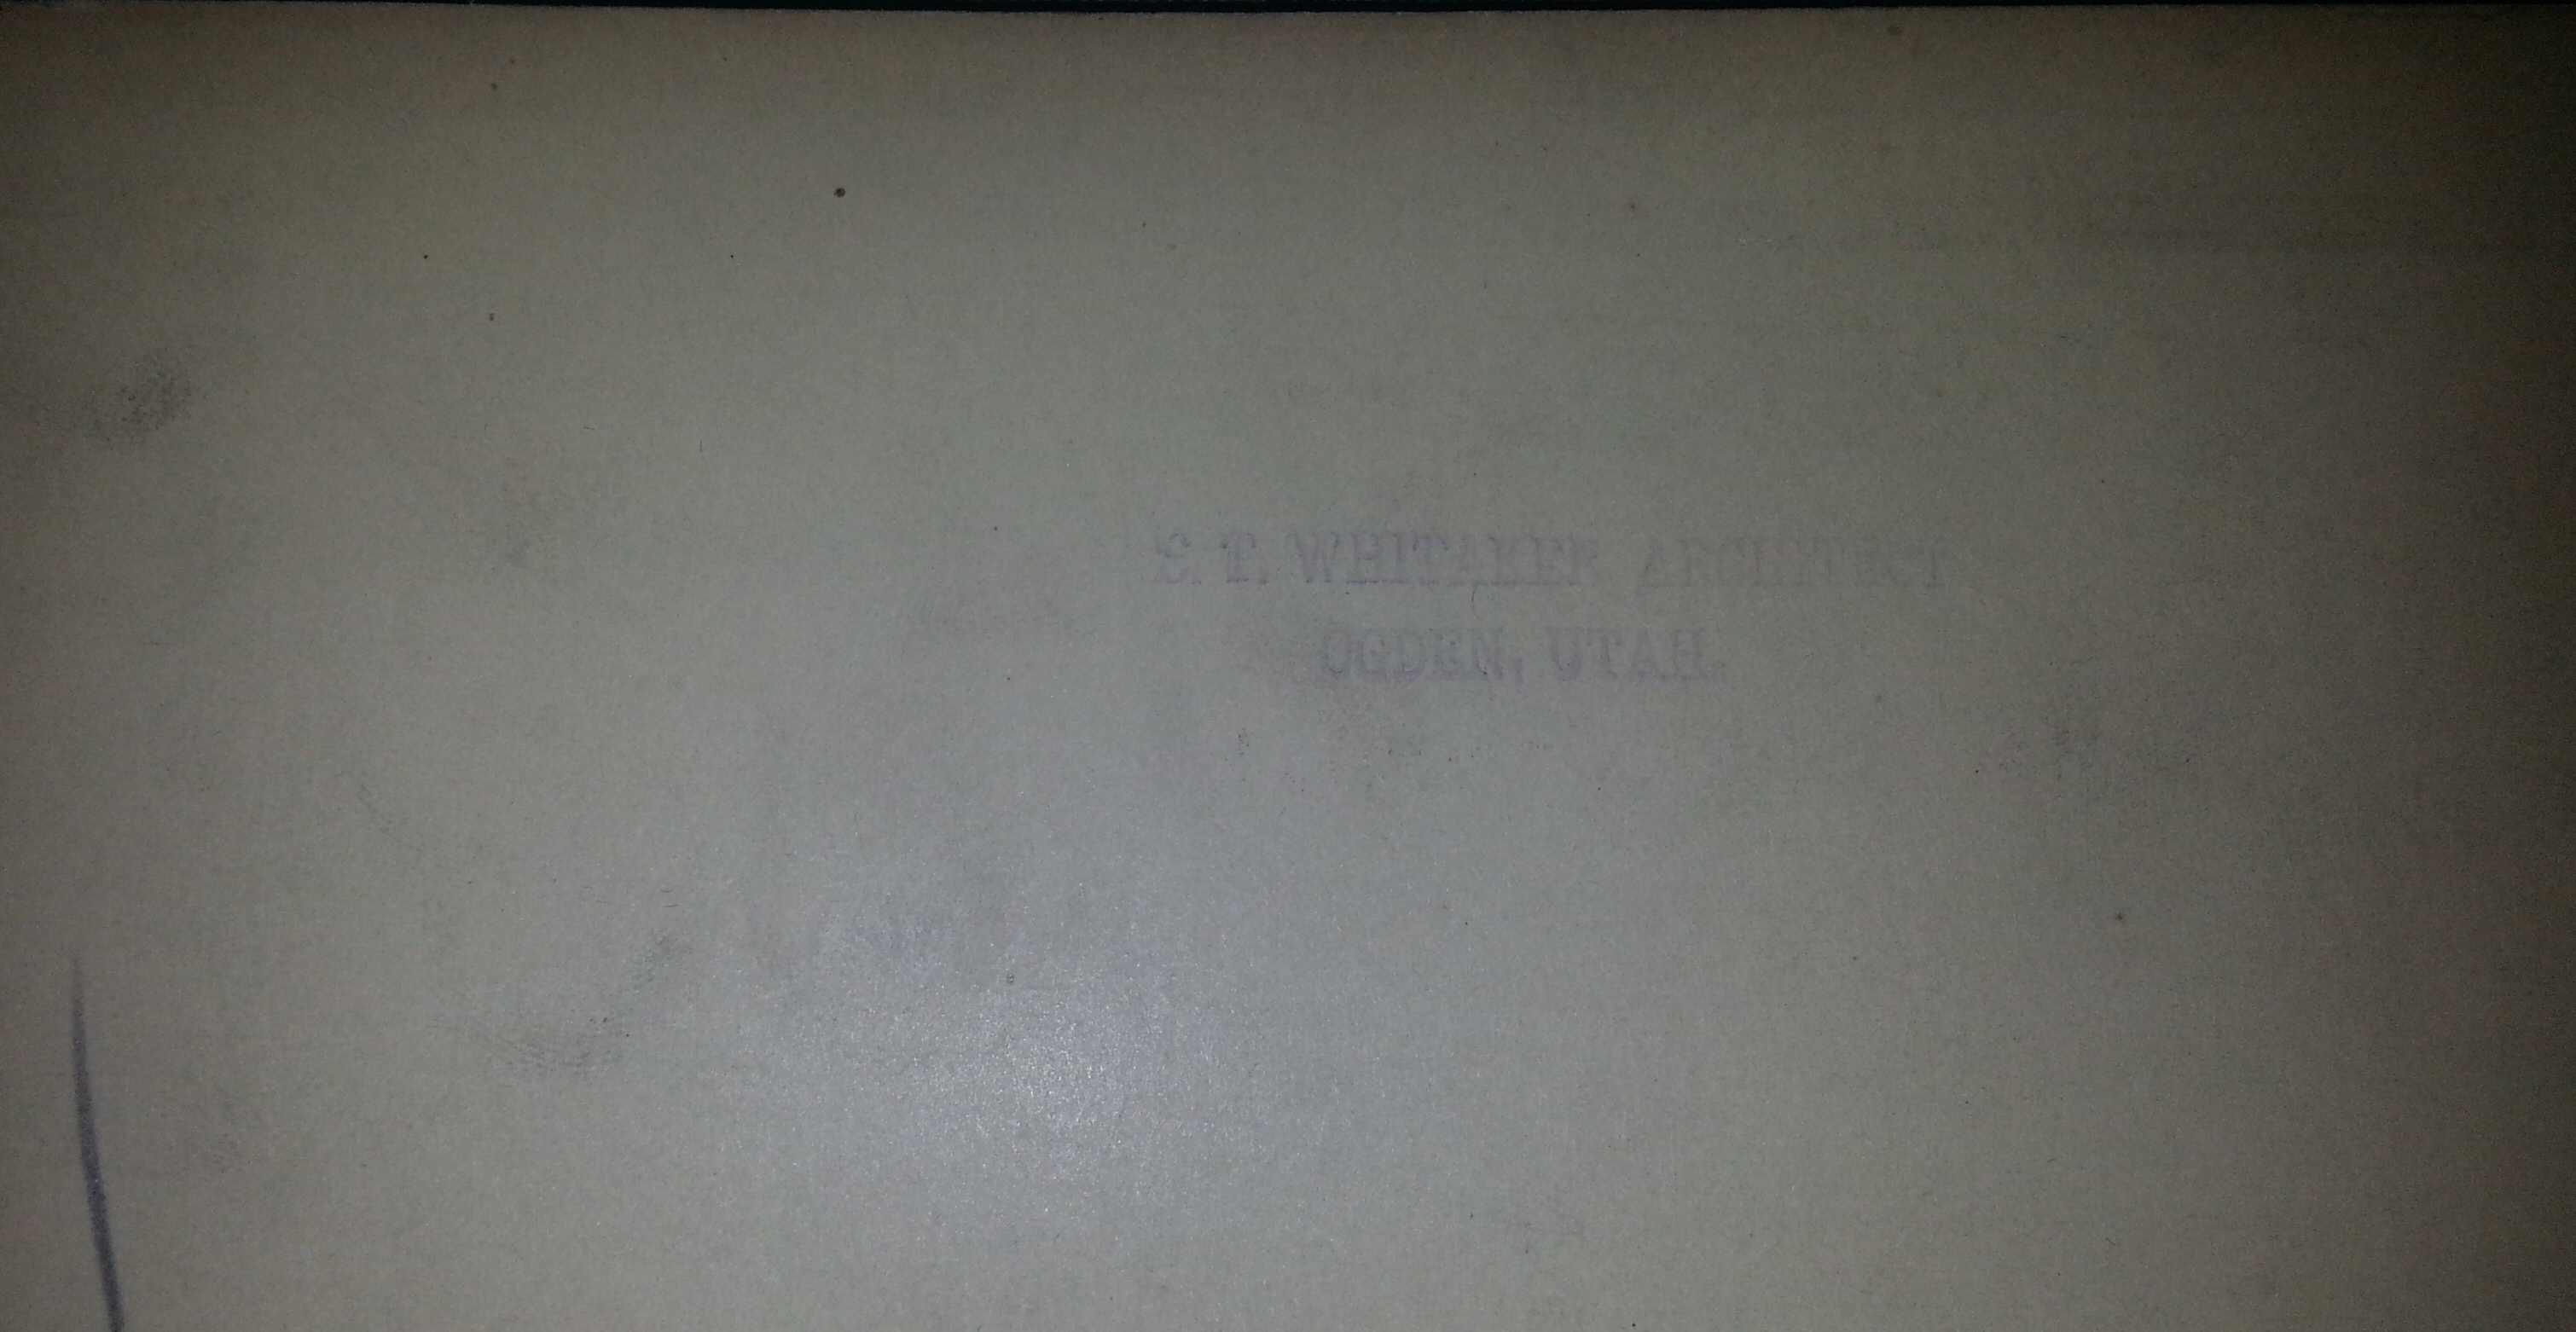 S. T. WHITAKER ARCHITECT
OGDEN, UTAH.